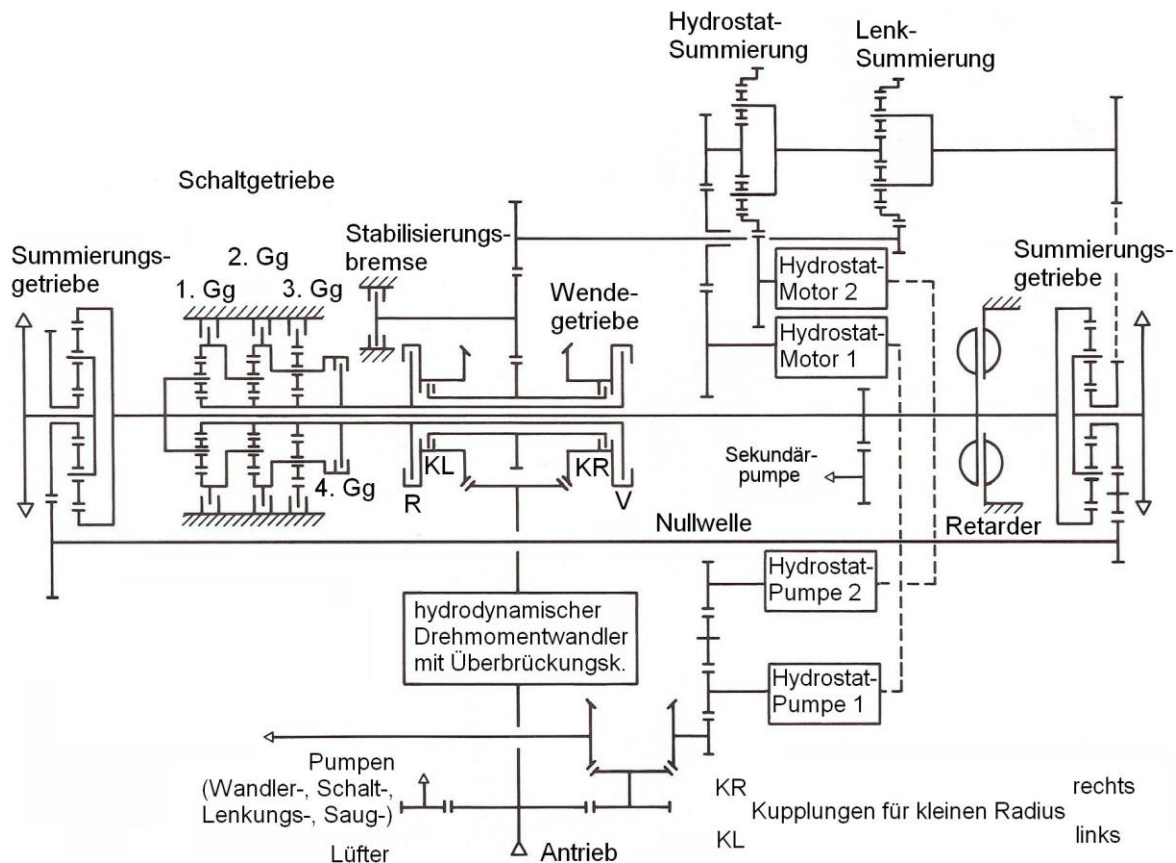 Hydrostat-
Summierung
Lenk-
Summierung
Schaltgetriebe
Summierungs-
getriebe
1. Gg
2. Gg
3. Gg
Stabilisierungs-
bremse
Wende-
getriebe
Hydrostat-
Motor 2
Hydrostat-
Motor 1
Summierungs-
getriebe
KL
KR
R
V
4. Gg
Sekundär-
pumpe
Nullwelle
Retarder
hydrodynamischer
Drehmomentwandler
mit Überbrückungsk.
Hydrostat-
Pumpe 2
Hydrostat-
Pumpe 1
Pumpen
(Wandler-, Schalt-,
Lenkungs-, Saug-)
Lüfter
Antrieb
KR rechts
Kupplungen für kleinen Radius
KL links